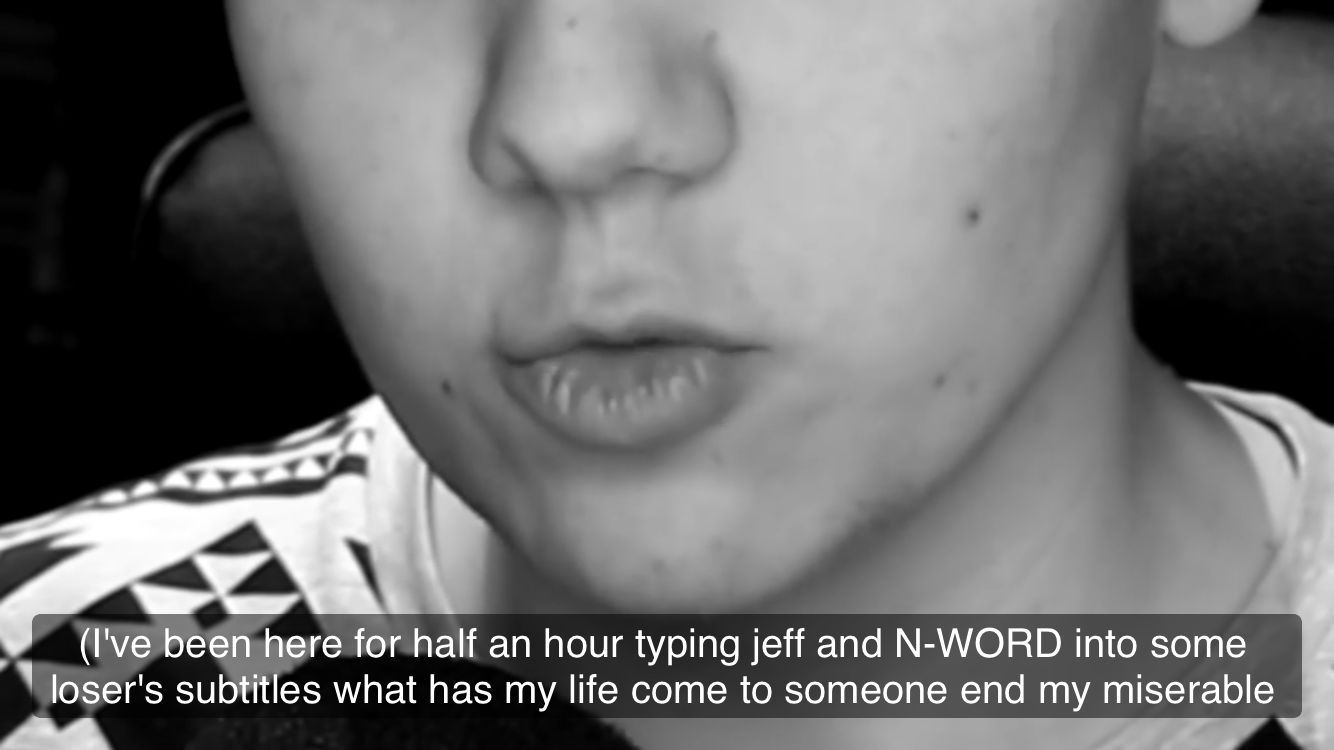 (I've been here for half an hour typing jeff and N-WORD into some
loser's subtitles what has my life come to someone end my miserable